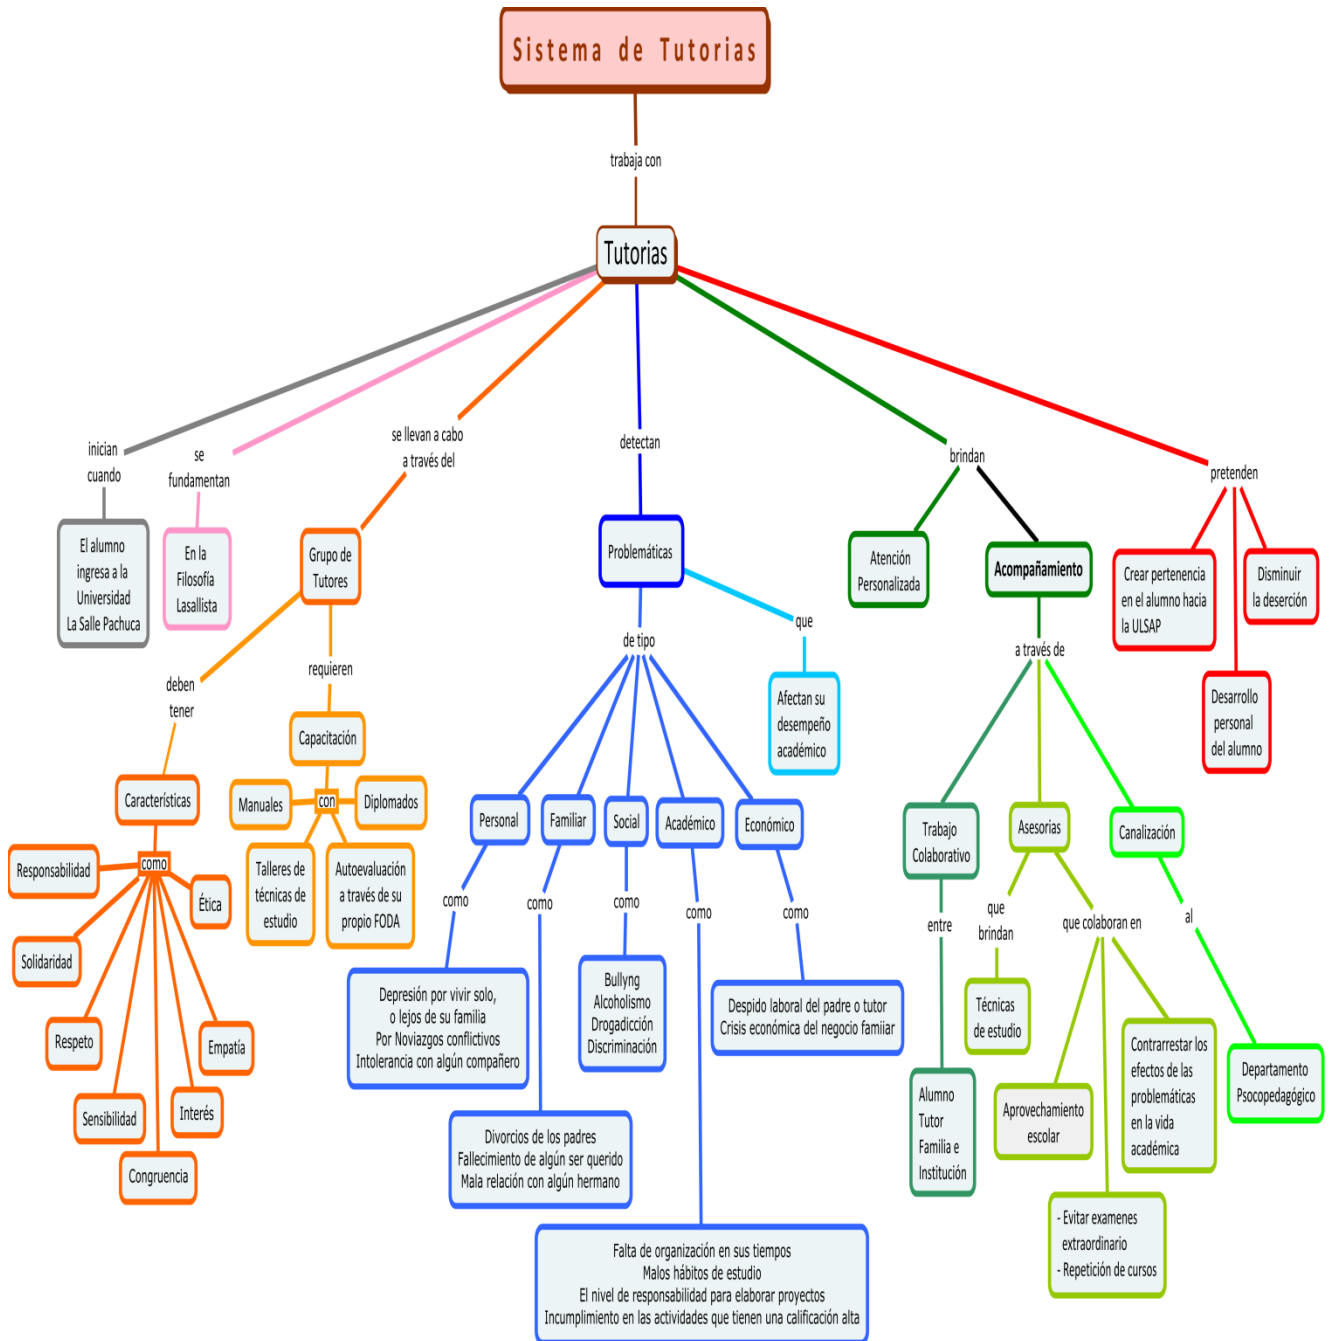 Sistema de Tutorias
trabaja con
Tutorias
inician
cuando
El alumno
ingresa a la
Universidad
La Salle Pachuca
se
fundamentan
En la
Filosofía
Lasallista
se llevan a cabo
a través del
Grupo de
Tutores
deben
tener
Características
como
Responsabilidad
Solidaridad
Respeto
Sensibilidad
Congruencia
Interés
Empatía
Ética
requieren
Capacitación
con
Manuales
Diplomados
Talleres de
técnicas de
estudio
Autoevaluación
a través de su
propio FODA
detectan
Problemáticas
de tipo
que
Afectan su
desempeño
académico
Personal
Familiar
Social
Académico
Económico
como
como
como
como
como
Depresión por vivir solo,
o lejos de su familia
Por Noviazgos conflictivos
Intolerancia con algún compañero
Divorcios de los padres
Fallecimiento de algún ser querido
Mala relación con algún hermano
Bullyng
Alcoholismo
Drogadicción
Discriminación
Falta de organización en sus tiempos
Malos hábitos de estudio
El nivel de responsabilidad para elaborar proyectos
Incumplimiento en las actividades que tienen una calificación alta
Despido laboral del padre o tutor
Crisis económica del negocio famiiar
brindan
Atención
Personalizada
Acompañamiento
a través de
Trabajo
Colaborativo
entre
Alumno
Tutor
Familia e
Institución
Asesorias
que
brindan
Técnicas
de estudio
que colaboran en
Aprovechamiento
escolar
- Evitar examenes
extraordinario
- Repetición de cursos
Contrarrestar los
efectos de las
problemáticas
en la vida
académica
Canalización
al
Departamento
Psocopedagógico
pretenden
Crear pertenencia
en el alumno hacia
la ULSAP
Desarrollo
personal
del alumno
Disminuir
la deserción